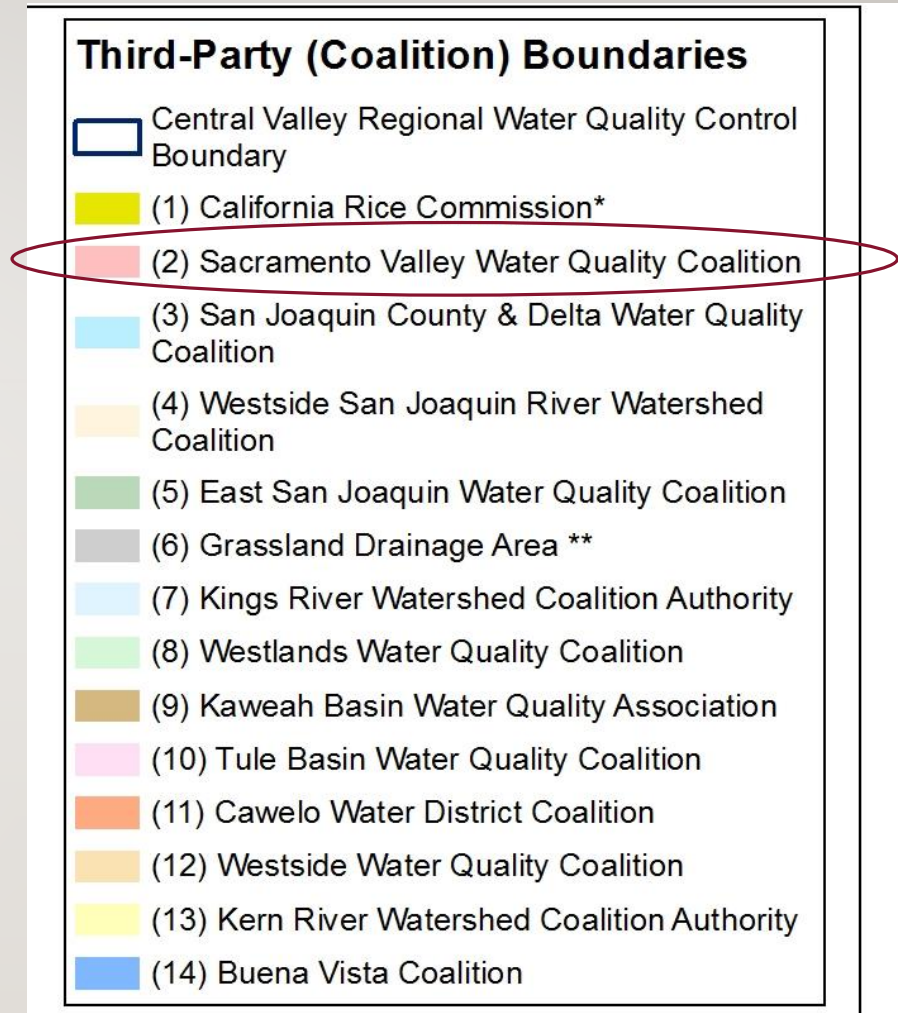 Third-Party (Coalition) Boundaries
Central Valley Regional Water Quality Control
Boundary
(1) California Rice Commission*
(2) Sacramento Valley Water Quality Coalition
(3) San Joaquin County & Delta Water Quality
Coalition
(4) Westside San Joaquin River Watershed
Coalition
(5) East San Joaquin Water Quality Coalition
(6) Grassland Drainage Area **
(7) Kings River Watershed Coalition Authority
(8) Westlands Water Quality Coalition
(9) Kaweah Basin Water Quality Association
(10) Tule Basin Water Quality Coalition
(11) Cawelo Water District Coalition
(12) Westside Water Quality Coalition
(13) Kern River Watershed Coalition Authority
(14) Buena Vista Coalition